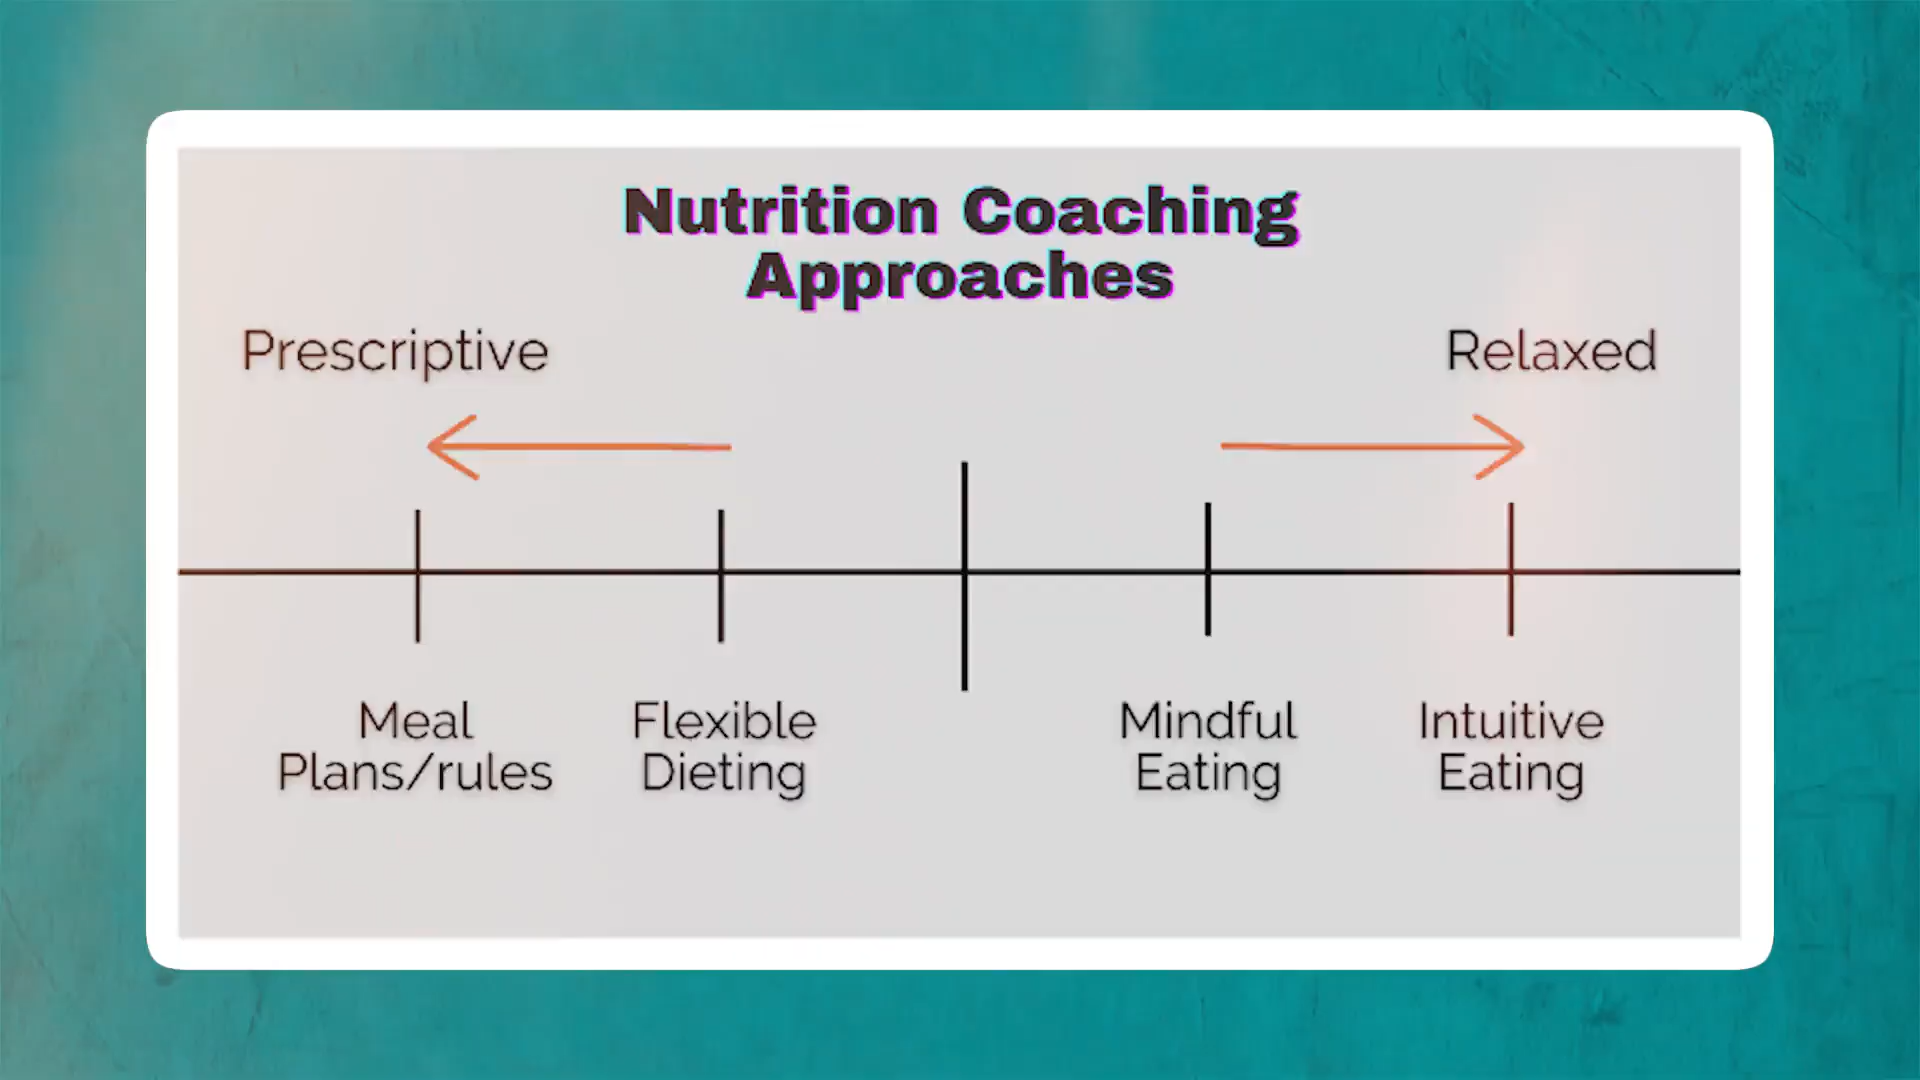 Nutrition Coaching
Approaches
Prescriptive
Relaxed
Meal
Plans/rules
Flexible
Dieting
Mindful
Eating
Intuitive
Eating